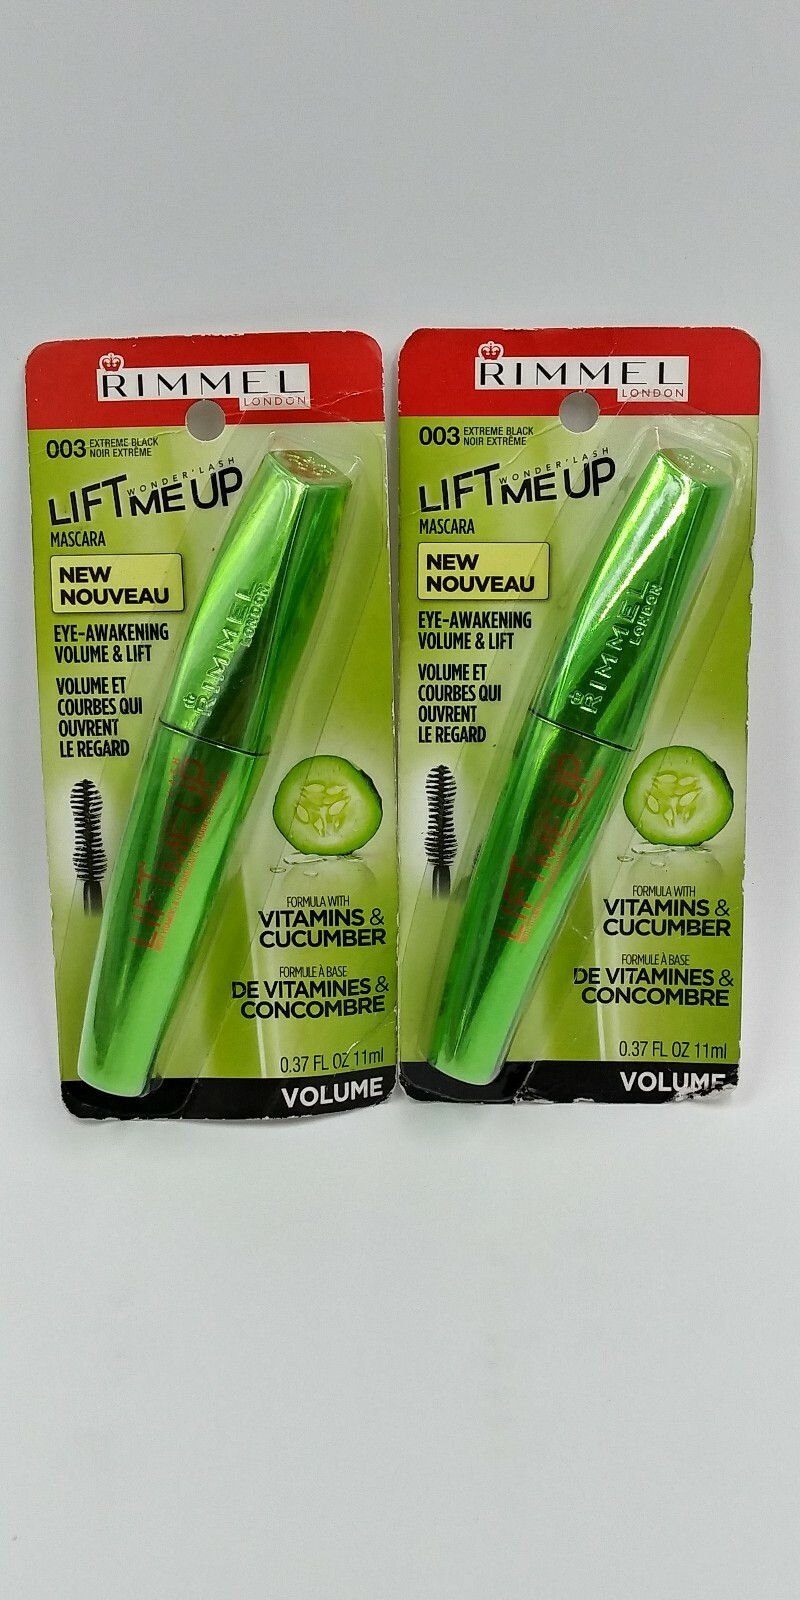 RIMMEL
LONDON
003 EXTREME BLACK
NOIR EXTRÊME
WONDER'LASH
LIFT ME UP
MASCARA
NEW
NOUVEAU
EYE-AWAKENING
VOLUME & LIFT
VOLUME ET
COURBES QUI
OUVRENT
LE REGARD
RIMMEL
LONDON
LIFT ME UP
FORMULA WITH
VITAMINS &
CUCUMBER
FORMULE À BASE
DE VITAMINES &
CONCOMBRE
0.37 FL OZ 11ml
VOLUME
RIMMEL
LONDON
003 EXTREME BLACK
NOIR EXTRÊME
WONDER'LASH
LIFT ME UP
MASCARA
NEW
NOUVEAU
EYE-AWAKENING
VOLUME & LIFT
VOLUME ET
COURBES QUI
OUVRENT
LE REGARD
RIMMEL
LONDON
LIFT ME UP
FORMULA WITH
VITAMINS &
CUCUMBER
FORMULE À BASE
DE VITAMINES &
CONCOMBRE
0.37 FL OZ 11ml
VOLUME